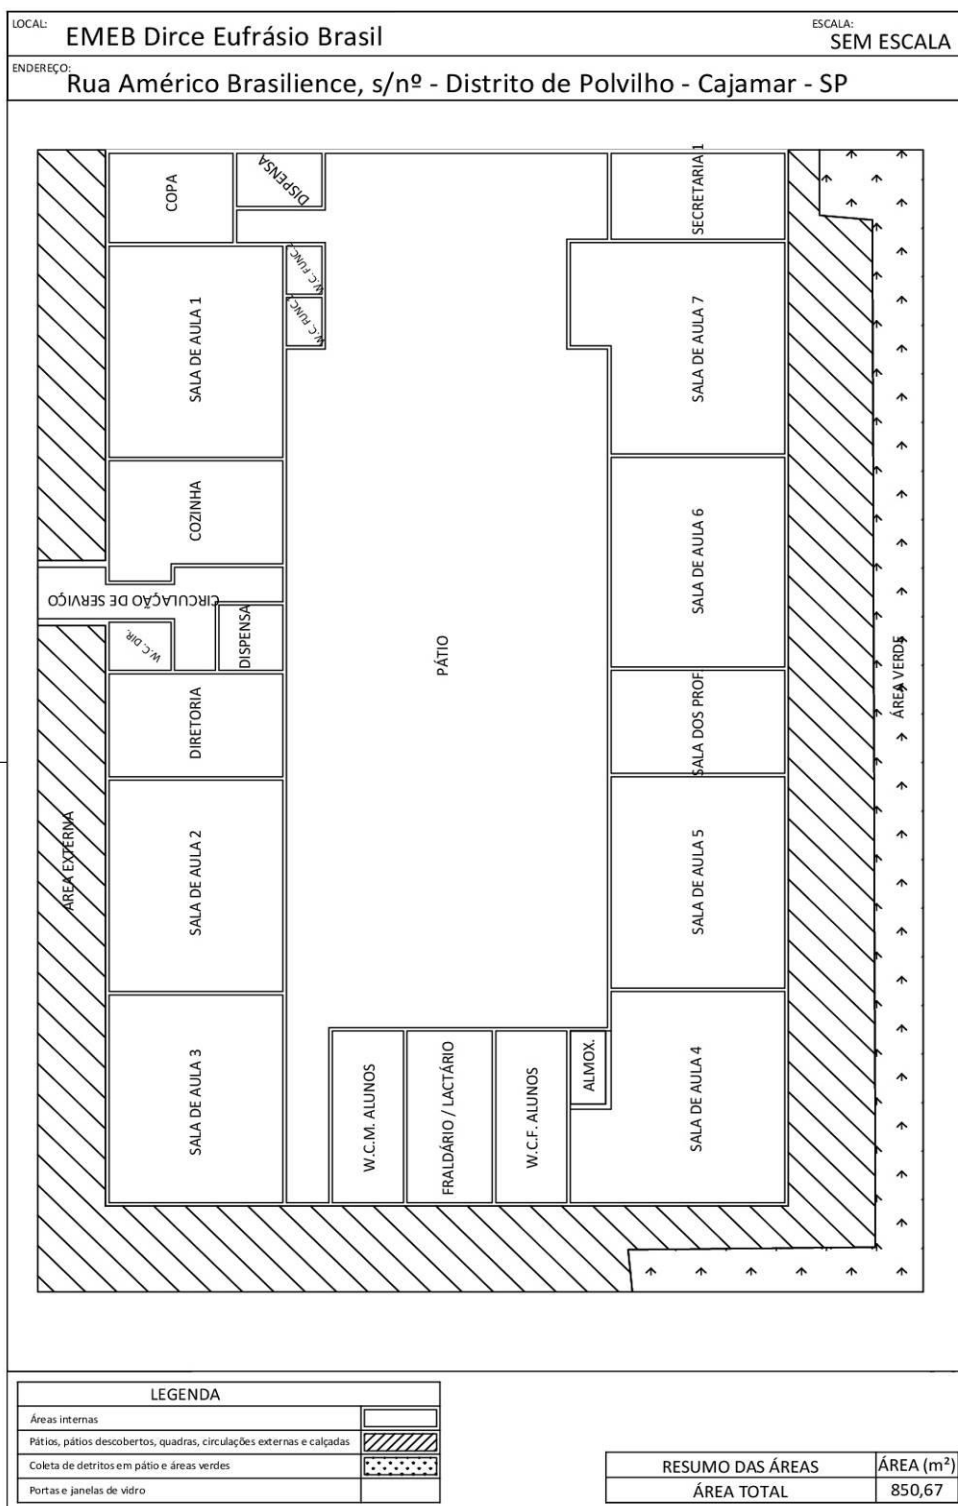 LOCAL: EMEB Dirce Eufrásio Brasil
ESCALA: SEM ESCALA
ENDEREÇO: Rua Américo Brasilience, s/nº - Distrito de Polvilho - Cajamar - SP
COPA
DISPENSA
SECRETARIA 1
W.C. FUNC.
W.C. FUNC.
SALA DE AULA 1
SALA DE AULA 7
COZINHA
SALA DE AULA 6
CIRCULAÇÃO DE SERVIÇO
W.C. DIR.
DISPENSA
PÁTIO
ÁREA VERDE
DIRETORIA
SALA DOS PROF.
ÁREA EXTERNA
SALA DE AULA 2
SALA DE AULA 5
SALA DE AULA 3
W.C.M. ALUNOS
FRALDÁRIO / LACTÁRIO
W.C.F. ALUNOS
ALMOX.
SALA DE AULA 4
LEGENDA
Áreas internas
Pátios, pátios descobertos, quadras, circulações externas e calçadas
Coleta de detritos em pátio e áreas verdes
Portas e janelas de vidro
RESUMO DAS ÁREAS ÁREA (m²)
ÁREA TOTAL 850,67